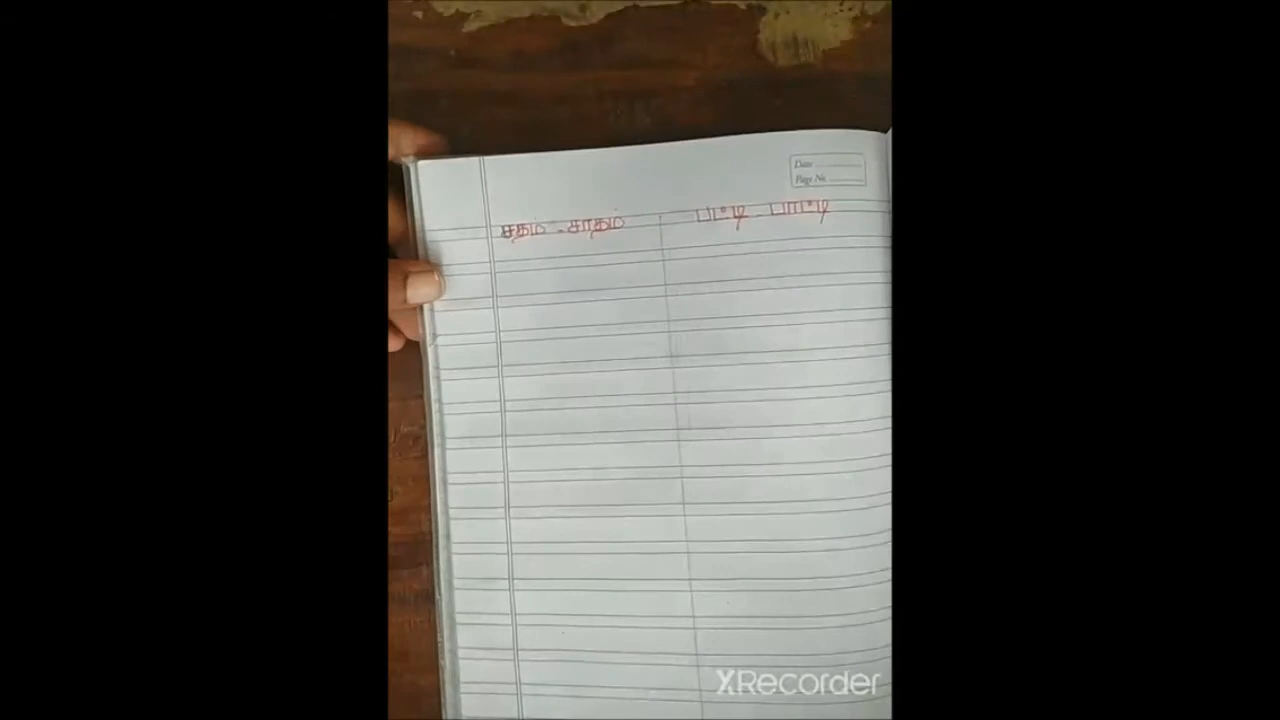 Date
Page No.
சதம் - சாதம்
பட்டி - பாட்டி
XRecorder